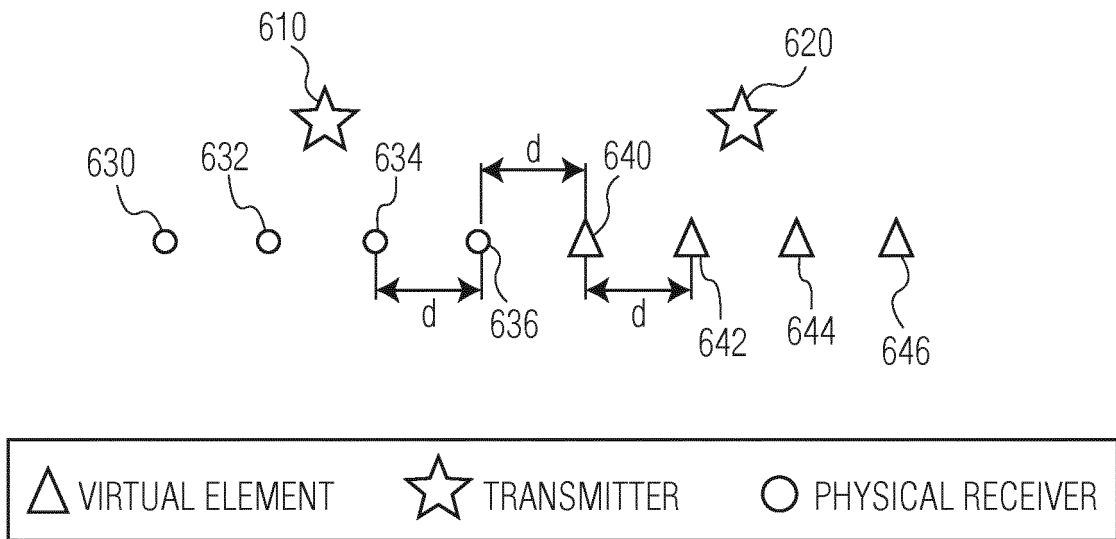 610
620
630
632
634
d
640
d
636
d
642
644
646
VIRTUAL ELEMENT
TRANSMITTER
PHYSICAL RECEIVER